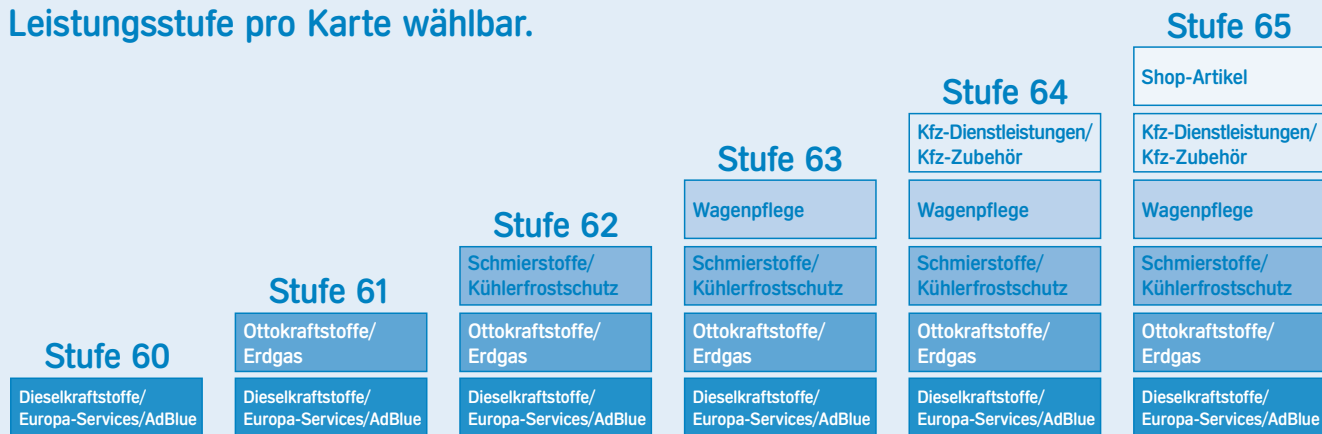 Leistungsstufe pro Karte wählbar.
Stufe 60
Dieselkraftstoffe/
Europa-Services/AdBlue
Stufe 61
Ottokraftstoffe/
Erdgas
Dieselkraftstoffe/
Europa-Services/AdBlue
Stufe 62
Schmierstoffe/
Kühlerfrostschutz
Ottokraftstoffe/
Erdgas
Dieselkraftstoffe/
Europa-Services/AdBlue
Stufe 63
Wagenpflege
Schmierstoffe/
Kühlerfrostschutz
Ottokraftstoffe/
Erdgas
Dieselkraftstoffe/
Europa-Services/AdBlue
Stufe 64
Kfz-Dienstleistungen/
Kfz-Zubehör
Wagenpflege
Schmierstoffe/
Kühlerfrostschutz
Ottokraftstoffe/
Erdgas
Dieselkraftstoffe/
Europa-Services/AdBlue
Stufe 65
Shop-Artikel
Kfz-Dienstleistungen/
Kfz-Zubehör
Wagenpflege
Schmierstoffe/
Kühlerfrostschutz
Ottokraftstoffe/
Erdgas
Dieselkraftstoffe/
Europa-Services/AdBlue